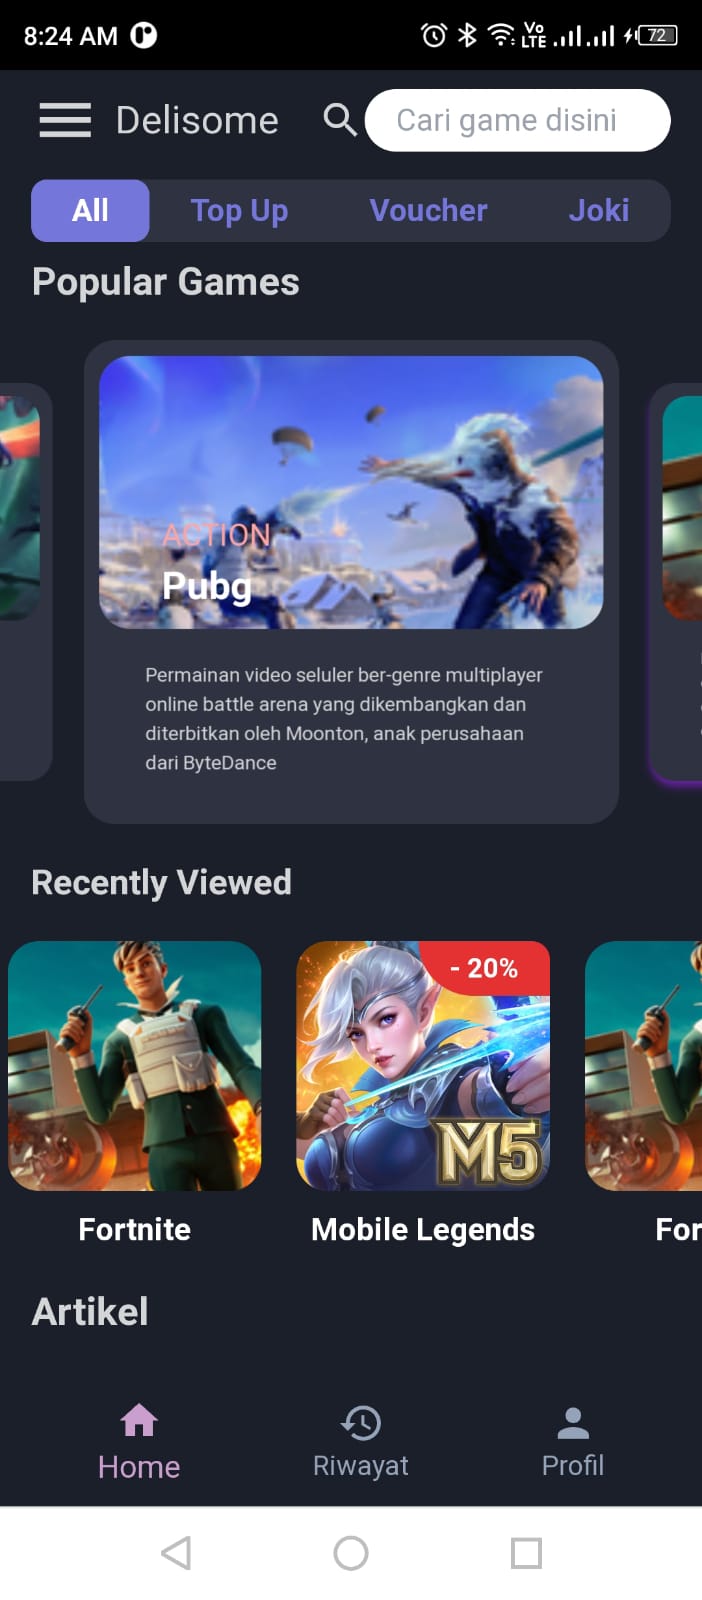 8:24 AM
Vo
LTE
72
Delisome
Cari game disini
All Top Up Voucher Joki
Popular Games
ACTION
Pubg
Permainan video seluler ber-genre multiplayer
online battle arena yang dikembangkan dan
diterbitkan oleh Moonton, anak perusahaan
dari ByteDance
Recently Viewed
- 20%
M5
Fortnite Mobile Legends For
Artikel
Home Riwayat Profil